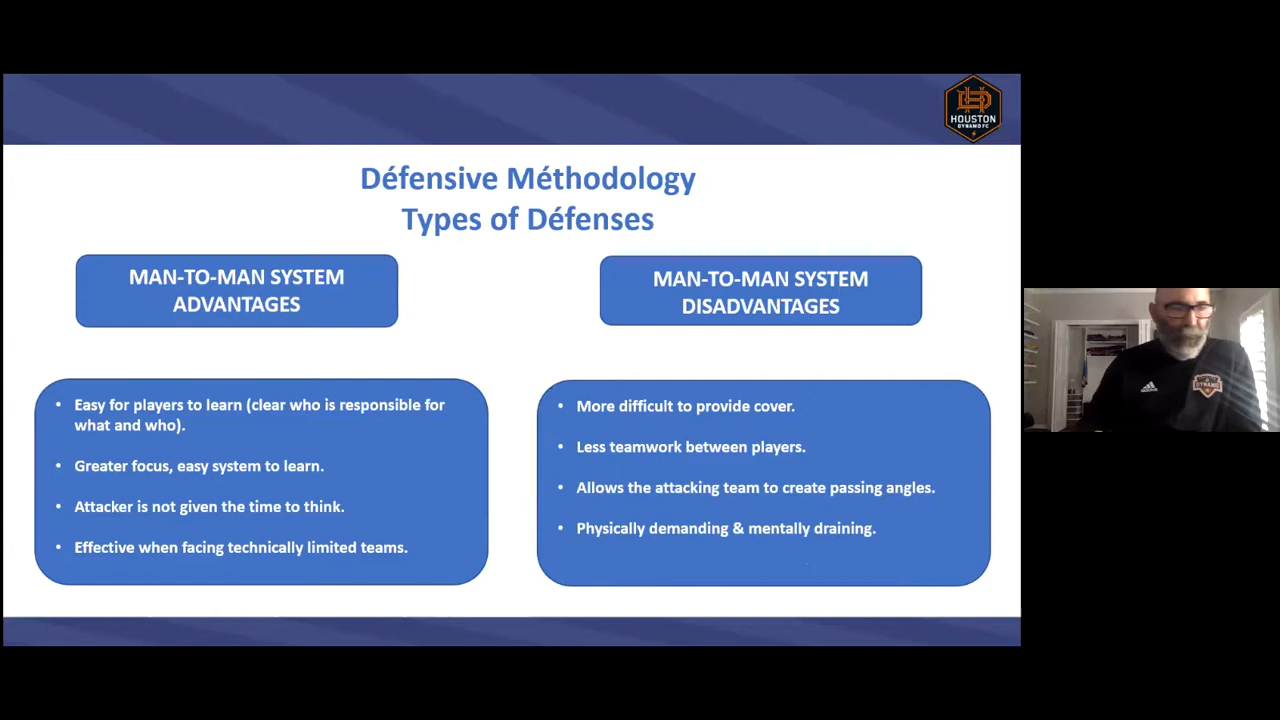 HOUSTON
DYNAMO FC
Défensive Méthodology
Types of Défenses
MAN-TO-MAN SYSTEM
ADVANTAGES
MAN-TO-MAN SYSTEM
DISADVANTAGES
• Easy for players to learn (clear who is responsible for
what and who).
• Greater focus, easy system to learn.
• Attacker is not given the time to think.
• Effective when facing technically limited teams.
• More difficult to provide cover.
• Less teamwork between players.
• Allows the attacking team to create passing angles.
• Physically demanding & mentally draining.
DYNAMO